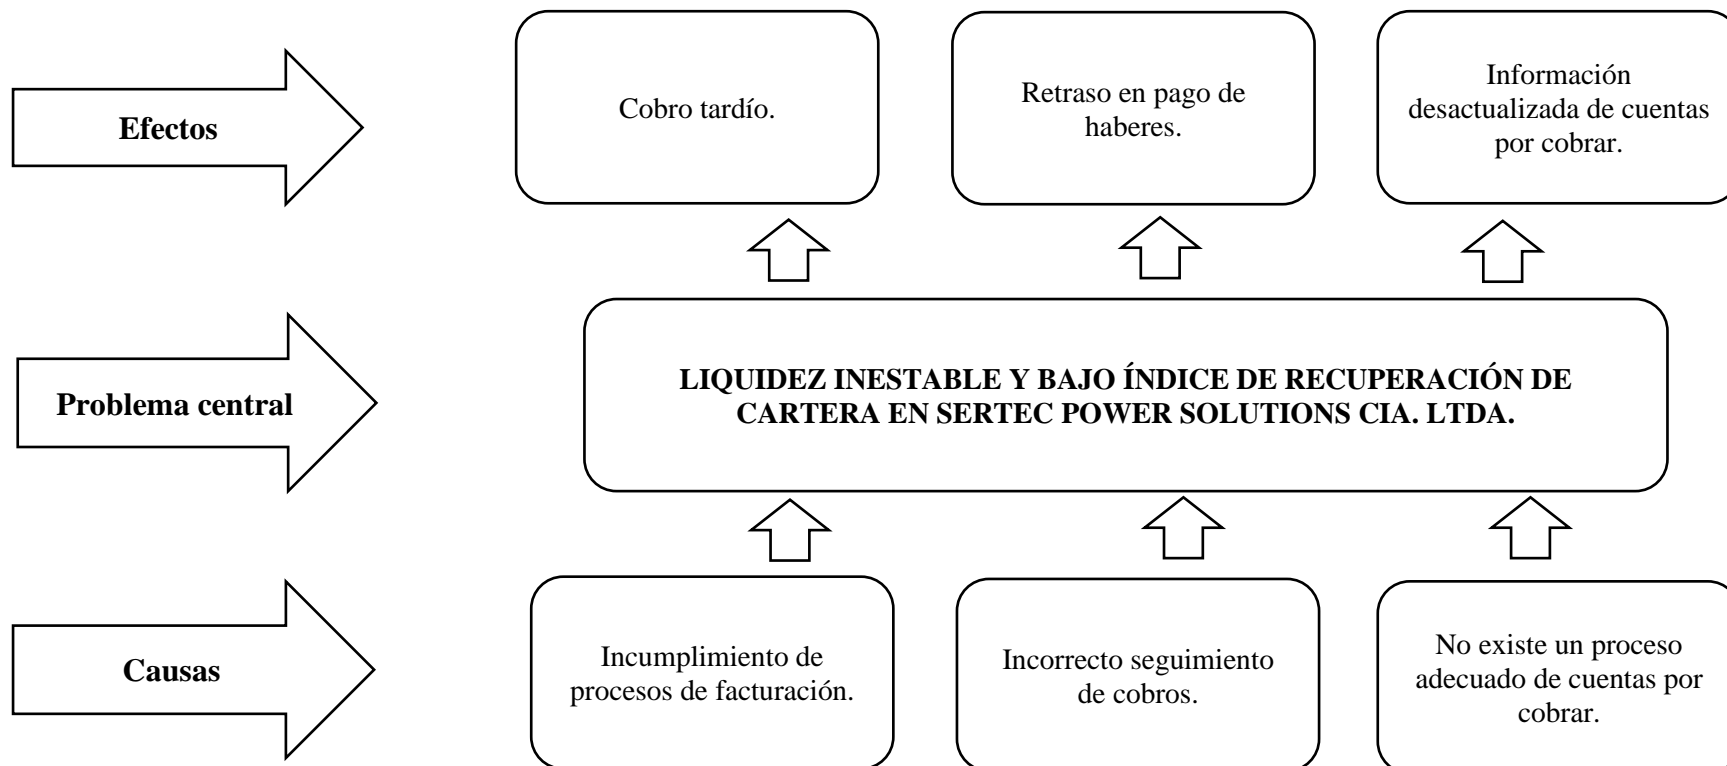 Efectos
Cobro tardío.
Retraso en pago de
haberes.
Información
desactualizada de cuentas
por cobrar.
Problema central
LIQUIDEZ INESTABLE Y BAJO ÍNDICE DE RECUPERACIÓN DE
CARTERA EN SERTEC POWER SOLUTIONS CIA. LTDA.
Causas
Incumplimiento de
procesos de facturación.
Incorrecto seguimiento
de cobros.
No existe un proceso
adecuado de cuentas por
cobrar.